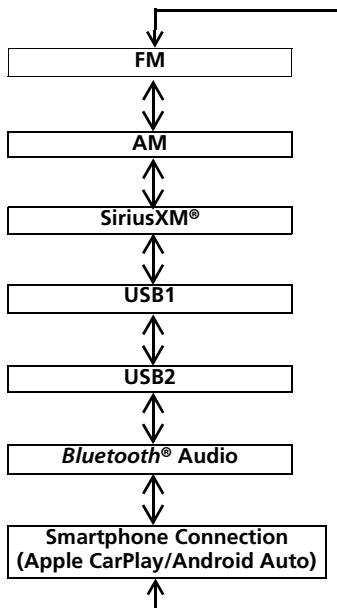 FM
AM
SiriusXM®
USB1
USB2
Bluetooth® Audio
Smartphone Connection
(Apple CarPlay/Android Auto)